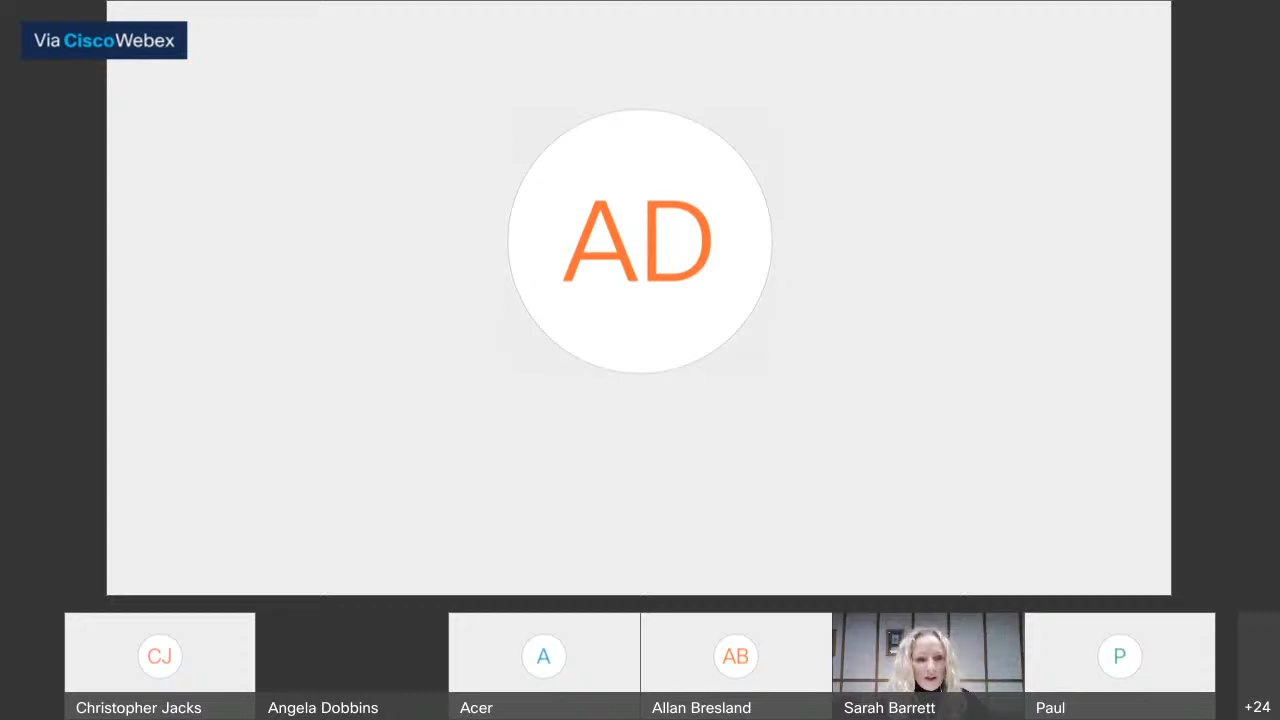 Via CiscoWebex
AD
CJ
A
AB
P
Christopher Jacks
Angela Dobbins
Acer
Allan Bresland
Sarah Barrett
Paul
+24